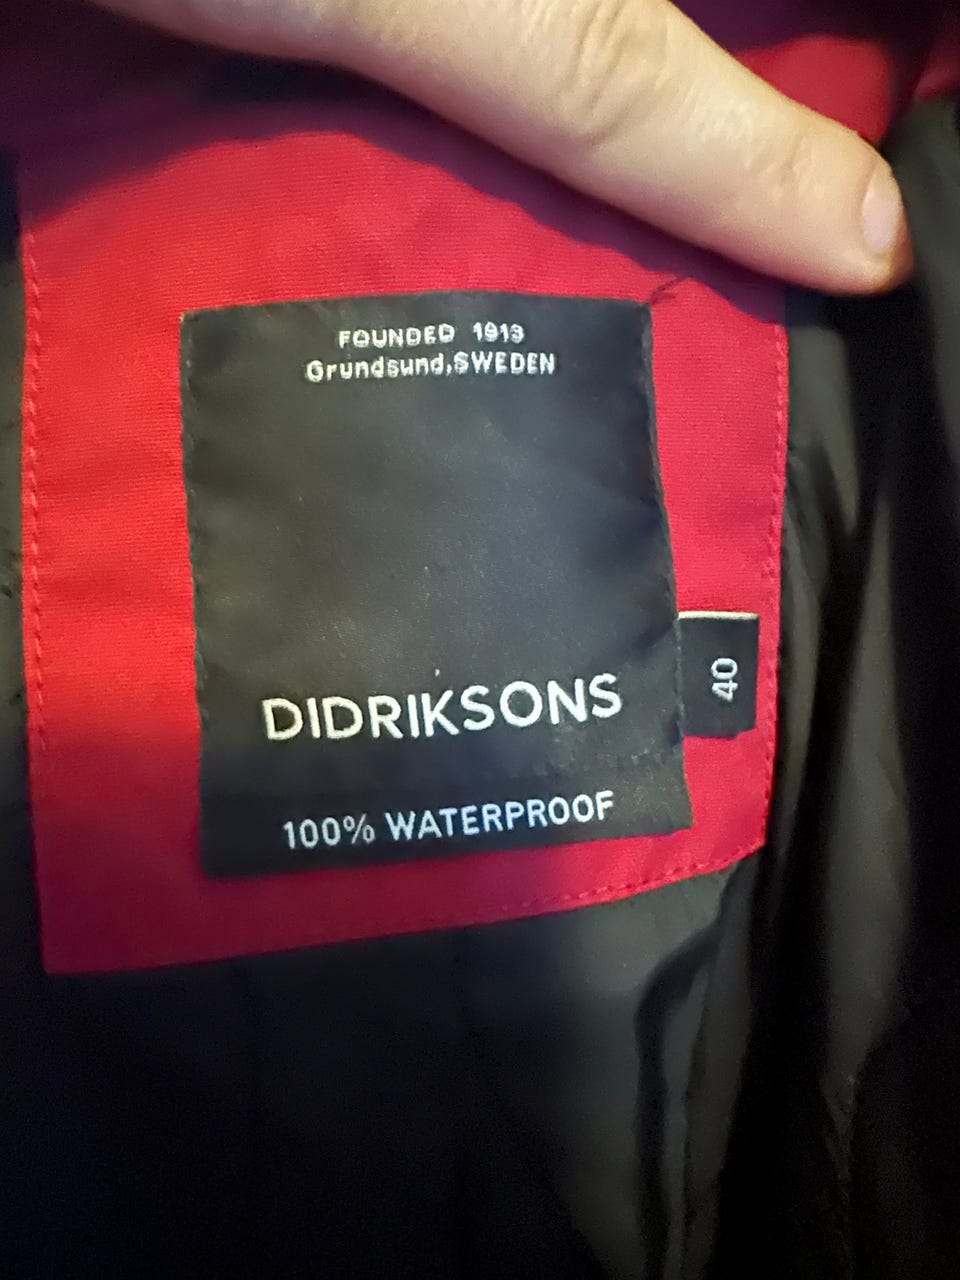 FOUNDED 1913
Grundsund,SWEDEN
DIDRIKSONS
40
100% WATERPROOF